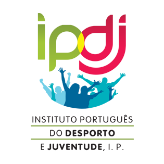 ipdj
INSTITUTO PORTUGUÊS
DO DESPORTO
E JUVENTUDE, I. P.